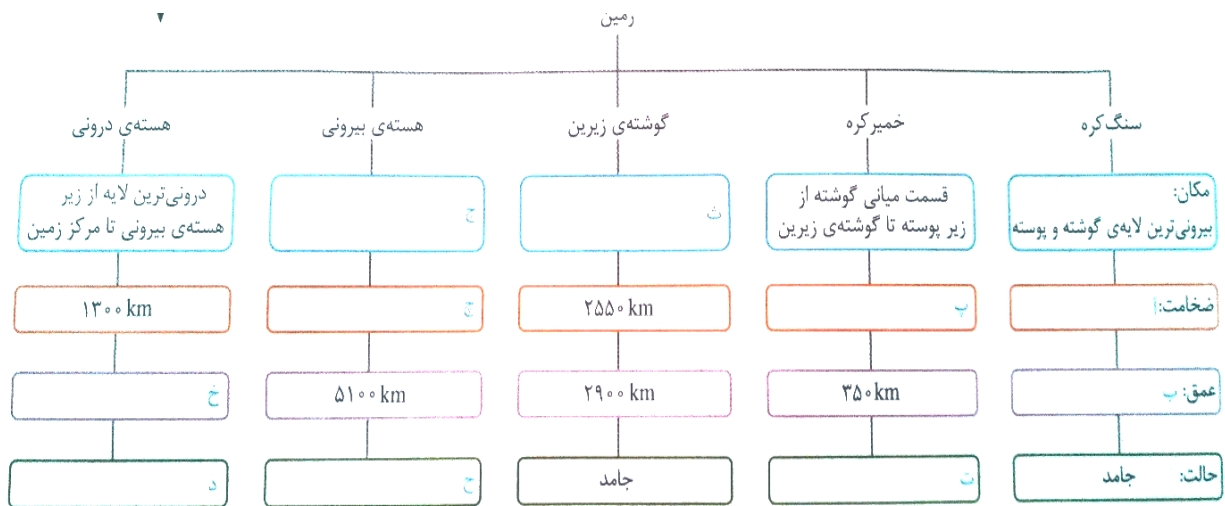 زمین
سنگ‌کره
خمیرکره
گوشته‌ی زیرین
هسته‌ی بیرونی
هسته‌ی درونی
مکان:
بیرونی‌ترین لایه‌ی گوشته و پوسته
قسمت میانی گوشته از
زیر پوسته تا گوشته‌ی زیرین
ث
ج
درونی‌ترین لایه از زیر
هسته‌ی بیرونی تا مرکز زمین
ضخامت: ا
پ
۲۵۵۰ km
چ
۱۳۰۰ km
عمق: ب
۳۵۰ km
۲۹۰۰ km
۵۱۰۰ km
خ
حالت: جامد
ت
جامد
ح
د